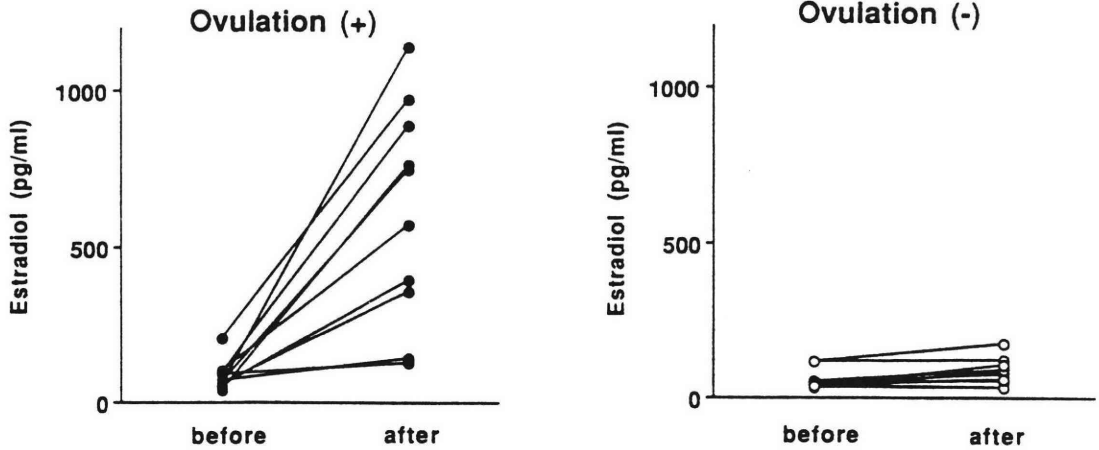 Ovulation (+)
Estradiol (pg/ml)
1000
500
0
before after
Ovulation (-)
Estradiol (pg/ml)
1000
500
0
before after